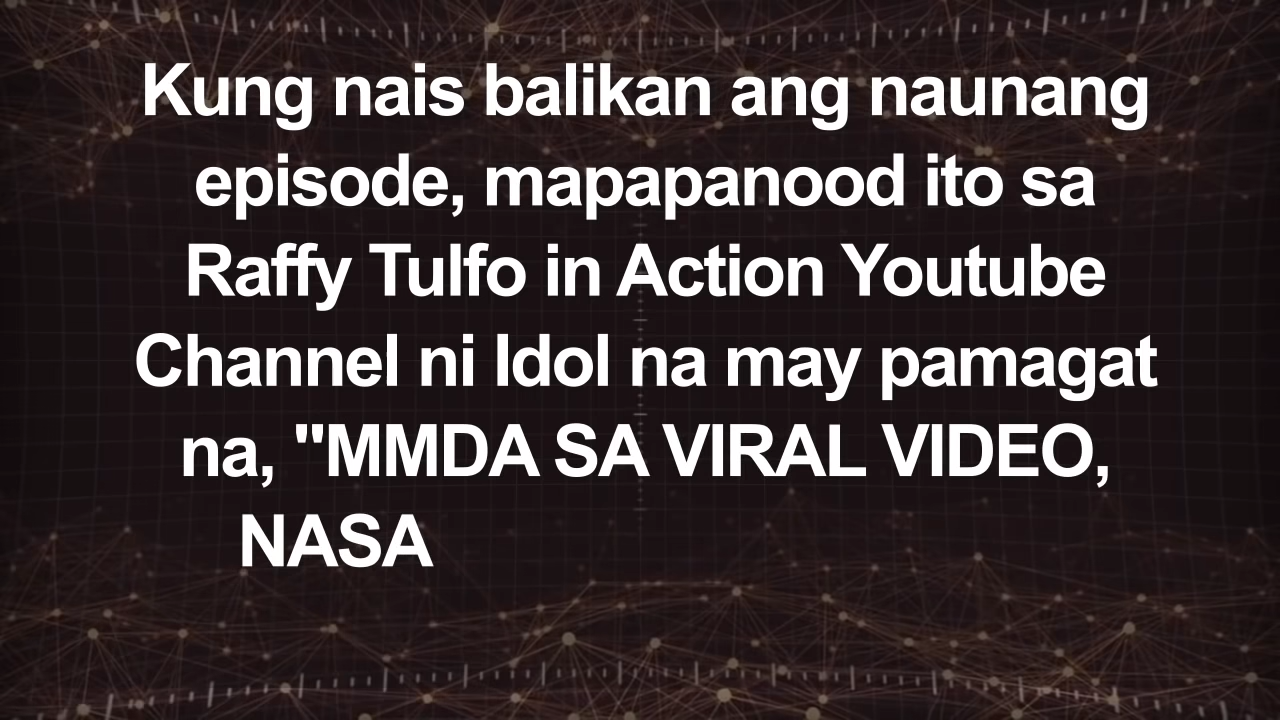 Kung nais balikan ang naunang
episode, mapapanood ito sa
Raffy Tulfo in Action Youtube
Channel ni Idol na may pamagat
na, "MMDA SA VIRAL VIDEO,
NASA